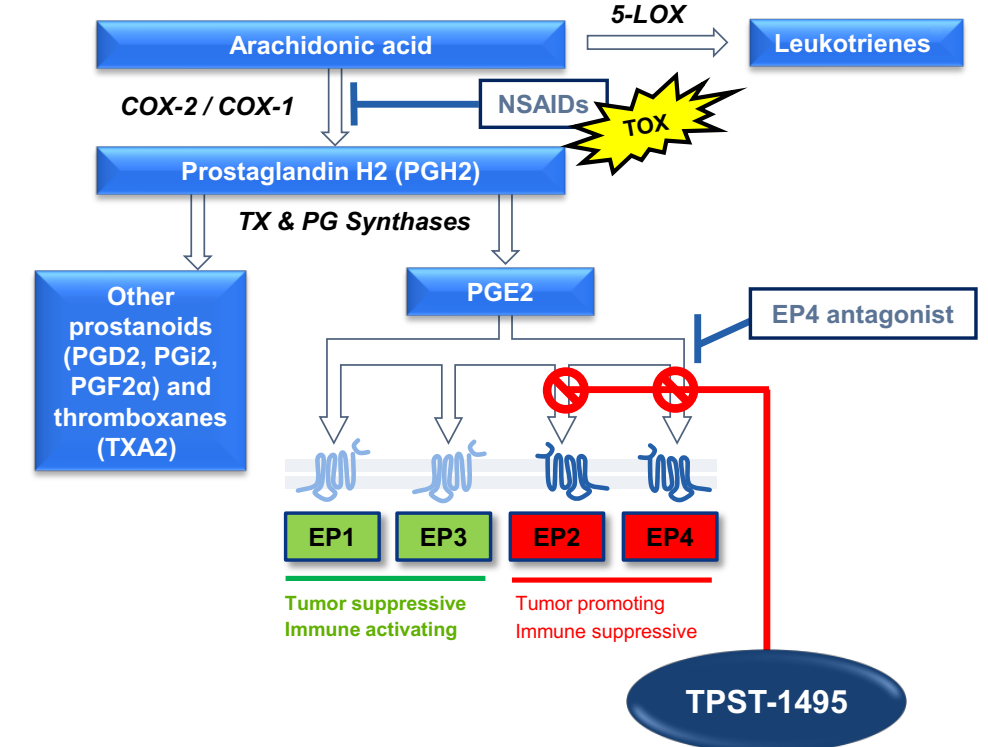 5-LOX
Arachidonic acid
Leukotrienes
COX-2 / COX-1
NSAIDs
TOX
Prostaglandin H2 (PGH2)
TX & PG Synthases
Other
prostanoids
(PGD2, PGi2,
PGF2α) and
thromboxanes
(TXA2)
PGE2
EP4 antagonist
EP1
EP3
EP2
EP4
Tumor suppressive
Immune activating
Tumor promoting
Immune suppressive
TPST-1495